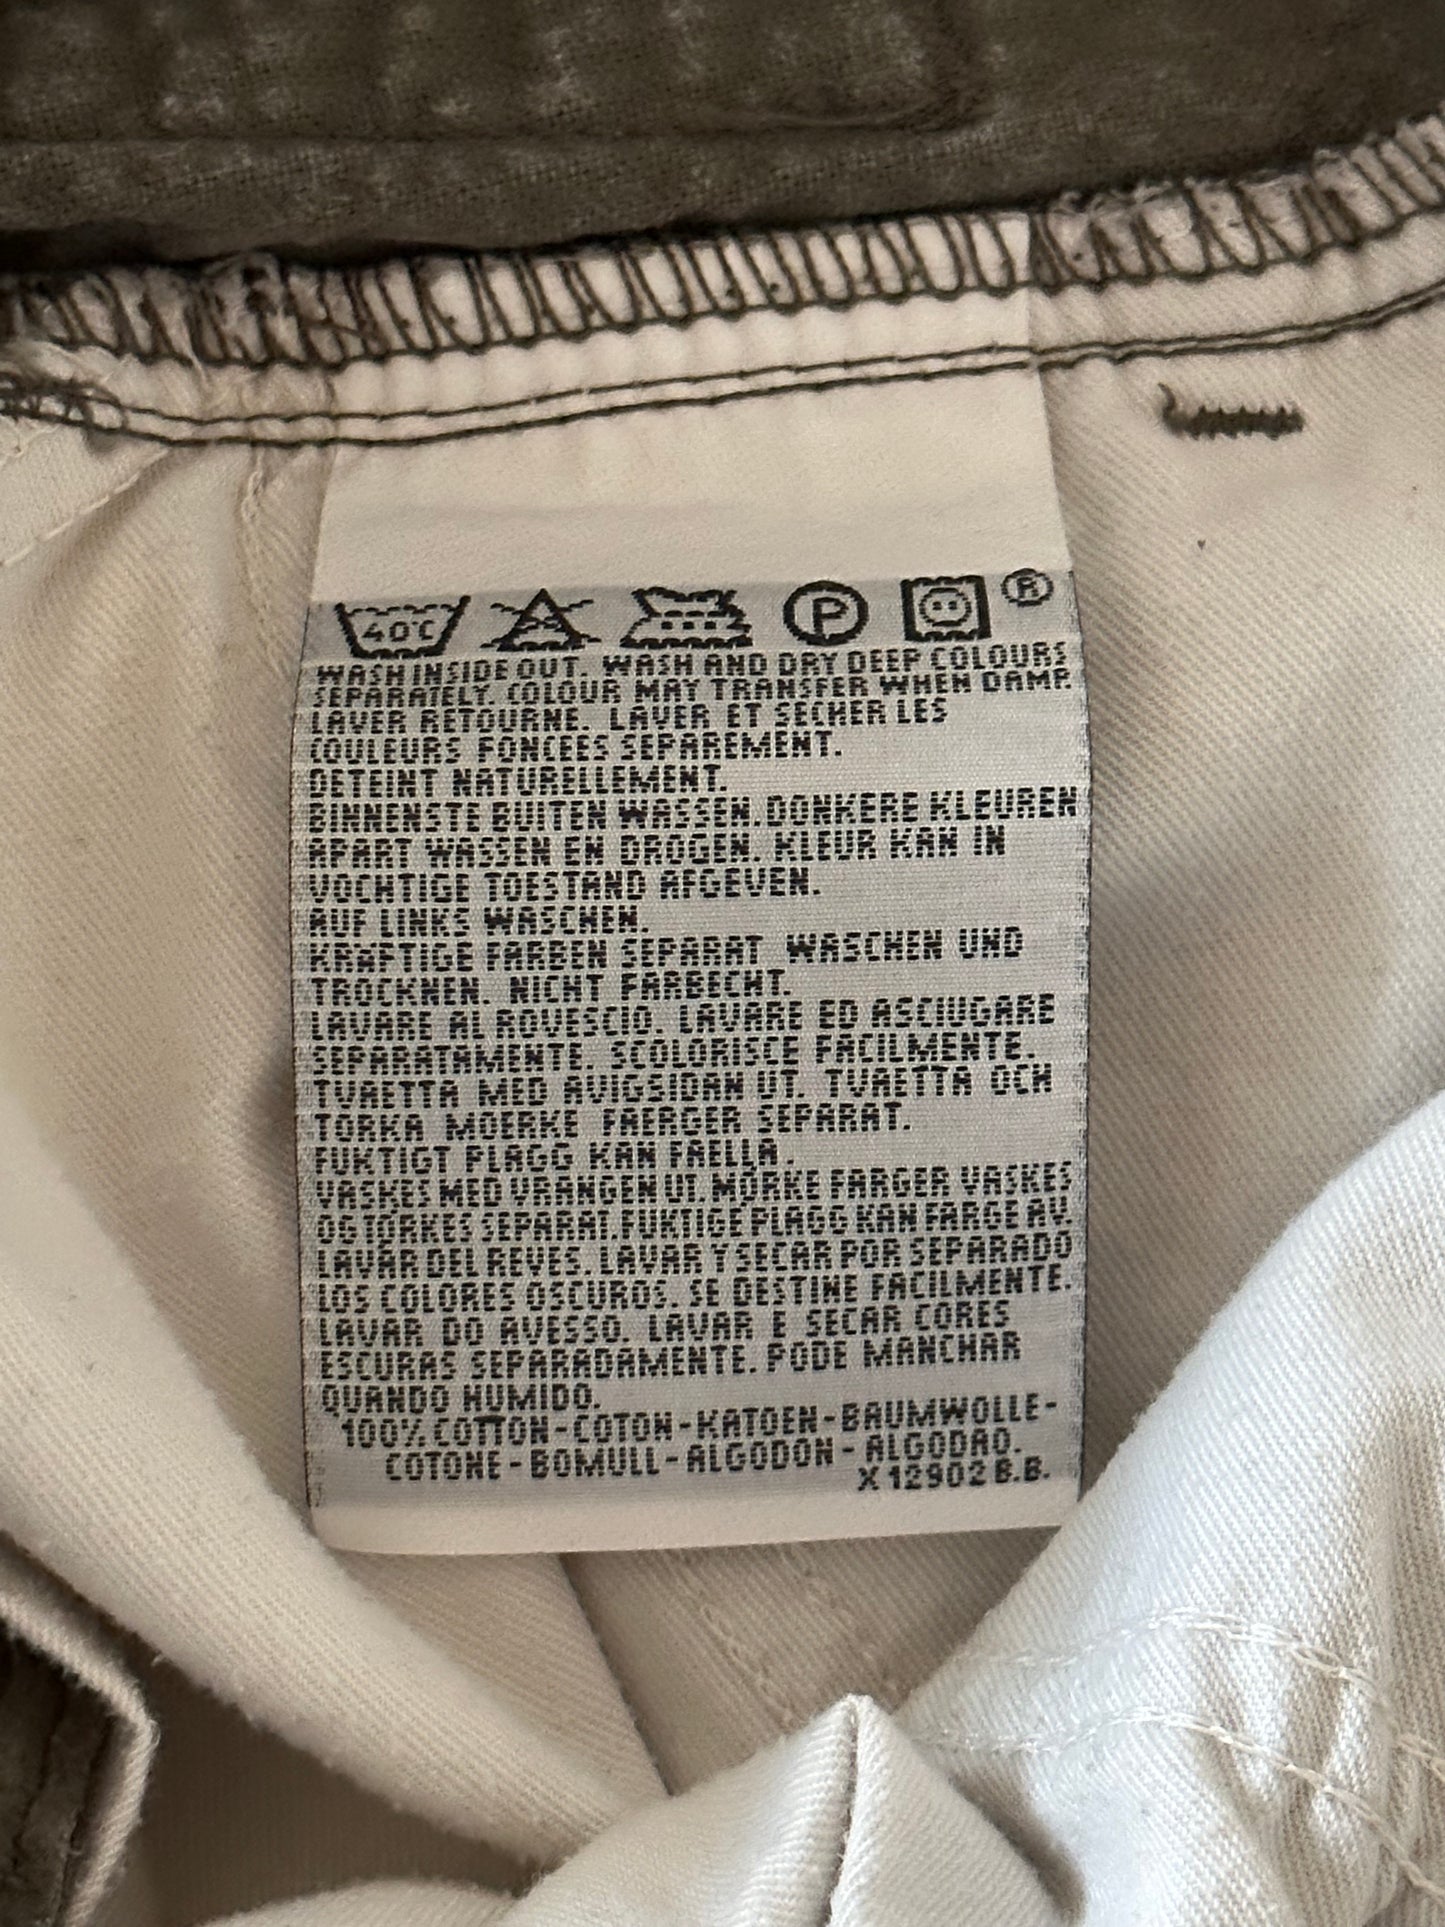 40°C P ®
WASH INSIDE OUT. WASH AND DRY DEEP COLOURS
SEPARATELY. COLOUR MAY TRANSFER WHEN DAMP.
LAVER RETOURNE. LAVER ET SECHER LES
COULEURS FONCEES SEPAREMENT.
DETEINT NATURELLEMENT.
BINNENSTE BUITEN WASSEN. DONKERE KLEUREN
APART WASSEN EN DROGEN. KLEUR KAN IN
VOCHTIGE TOESTAND AFGEVEN.
AUF LINKS WASCHEN.
KRÄFTIGE FARBEN SEPARAT WASCHEN UND
TROCKNEN. NICHT FARBECHT.
LAVARE AL ROVESCIO. LAVARE ED ASCIUGARE
SEPARATAMENTE. SCOLORISCE FACILMENTE.
TVAETTA MED AVIGSIDAN UT. TVAETTA OCH
TORKA MOERKE FAERGER SEPARAT.
FUKTIGT PLAGG KAN FAELLA.
VASKES MED VRANGEN UT. MÖRKE FARGER VASKES
OG TÖRKES SEPARAT. FUKTIGE PLAGG KAN FARGE AV.
LAVAR DEL REVES. LAVAR Y SECAR POR SEPARADO
LOS COLORES OSCUROS. SE DESTINE FACILMENTE.
LAVAR DO AVESSO. LAVAR E SECAR CORES
ESCURAS SEPARADAMENTE. PODE MANCHAR
QUANDO HUMIDO.
100% COTTON-COTON-KATOEN-BAUMWOLLE-
COTONE-BOMULL-ALGODON-ALGODAO.
X 12902 B.B.